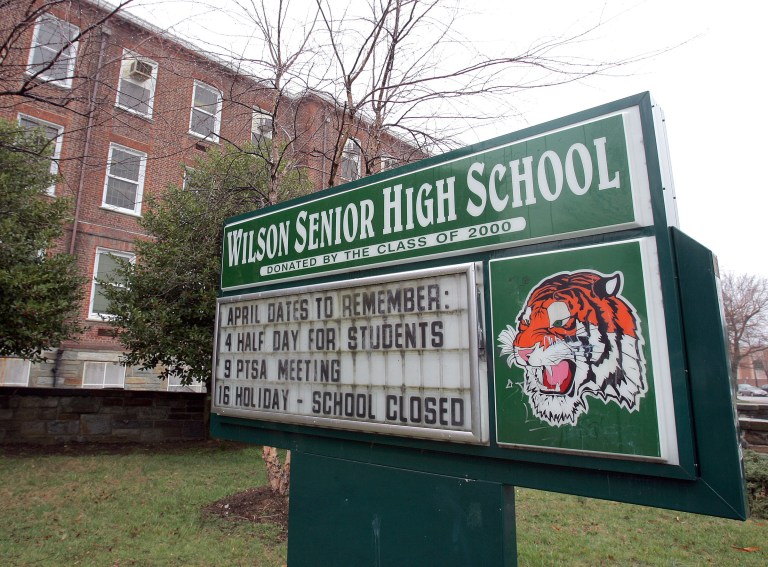 WILSON SENIOR HIGH SCHOOL
DONATED BY THE CLASS OF 2000
APRIL DATES TO REMEMBER:
4 HALF DAY FOR STUDENTS
9 PTSA MEETING
16 HOLIDAY - SCHOOL CLOSED